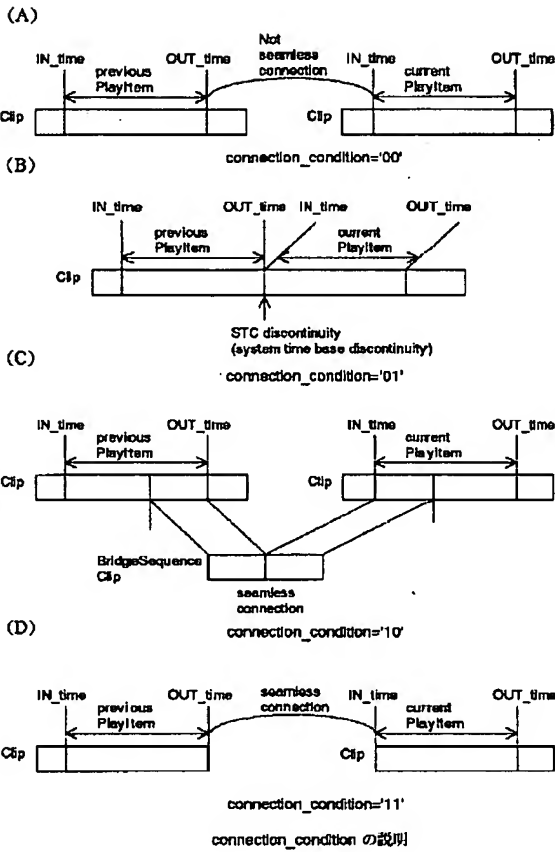 (A)
IN_time OUT_time Not seamless connection IN_time OUT_time
previous PlayItem current PlayItem
Clip Clip
connection_condition='00'
(B)
IN_time OUT_time IN_time OUT_time
previous PlayItem current PlayItem
Clip
STC discontinuity
(system time base discontinuity)
connection_condition='01'
(C)
IN_time OUT_time IN_time OUT_time
previous PlayItem current PlayItem
Clip Clip
BridgeSequence
Clip
seamless
connection
connection_condition='10'
(D)
IN_time OUT_time seamless connection IN_time OUT_time
previous PlayItem current PlayItem
Clip Clip
connection_condition='11'
connection_condition の説明